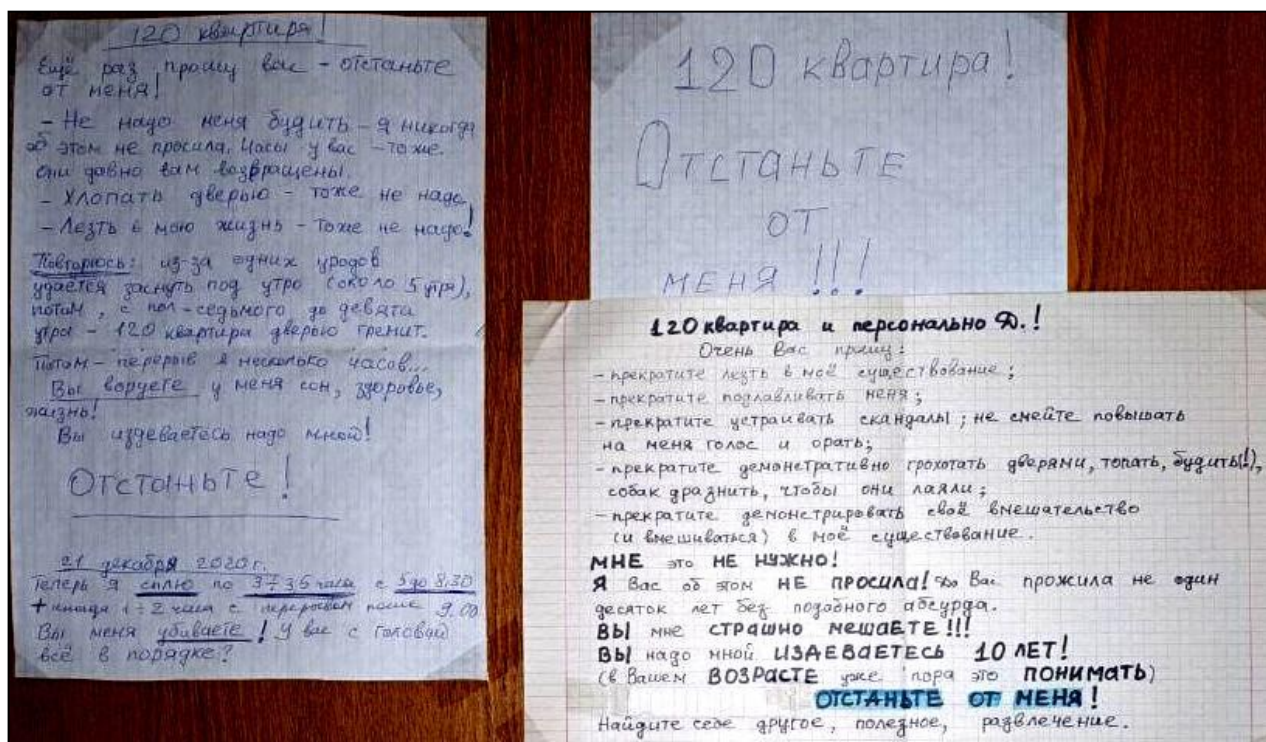 120 квартира!
Ещё раз прошу вас – отстаньте
от меня!
– Не надо меня будить – я никогда
об этом не просила. Часы у вас – тоже.
Они давно вам возвращены.
– Хлопать дверью – тоже не надо
– Лезть в мою жизнь – тоже не надо!
Повторюсь: из-за одних уродов
удаётся заснуть под утро (около 5 утра),
потом, с пол-седьмого до девяти
утра – 120 квартира дверью гремит.
Потом – перерыв в несколько часов...
Вы воруете у меня сон, здоровье,
жизнь!
Вы издеваетесь надо мной!
Отстаньте!
21 декабря 2020 г.
Теперь я сплю по 3 ÷ 3,5 часа с 5 до 8.30
+ иногда 1 ÷ 2 часа с перерывом после 9.00
Вы меня убиваете! У вас с головой
всё в порядке?
120 квартира!
Отстаньте
от
меня!!!
120 квартира и персонально Д.!
Очень Вас прошу:
– прекратите лезть в моё существование;
– прекратите подлавливать меня;
– прекратите устраивать скандалы; не смейте повышать
на меня голос и орать;
– прекратите демонстративно грохотать дверями, топать, будить(!),
собак дразнить, чтобы они лаяли;
– прекратите демонстрировать своё вмешательство
(и вмешиваться) в моё существование.
МНЕ это НЕ НУЖНО!
Я Вас об этом НЕ ПРОСИЛА! До Вас прожила не один
десяток лет без подобного абсурда.
ВЫ мне СТРАШНО МЕШАЕТЕ!!!
ВЫ надо мной ИЗДЕВАЕТЕСЬ 10 ЛЕТ!
(в Вашем ВОЗРАСТЕ уже пора это ПОНИМАТЬ)
ОТСТАНЬТЕ ОТ МЕНЯ!
Найдите себе другое, полезное, развлечение.